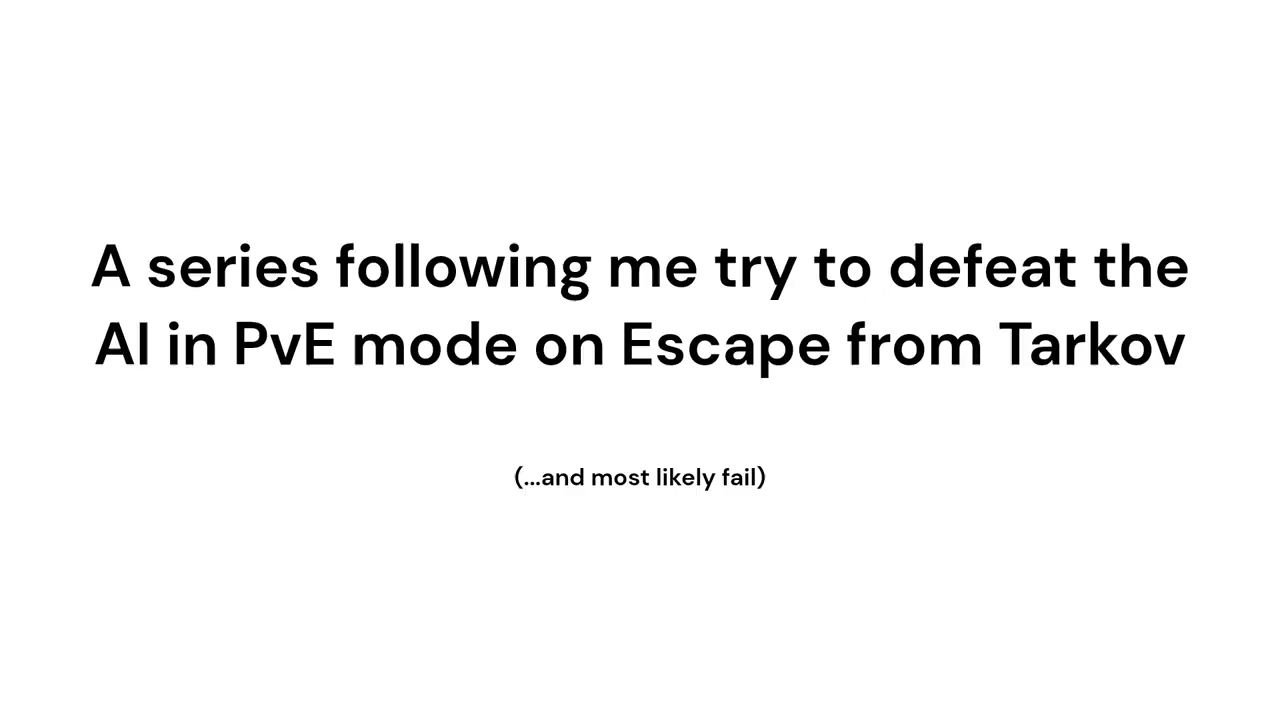 A series following me try to defeat the
AI in PvE mode on Escape from Tarkov
(...and most likely fail)